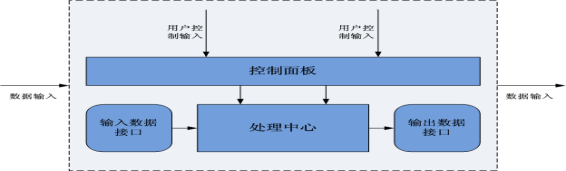 用户控
制输入
用户控
制输入
控制面板
数据输入
数据输入
输入数据
接口
处理中心
输出数据
接口